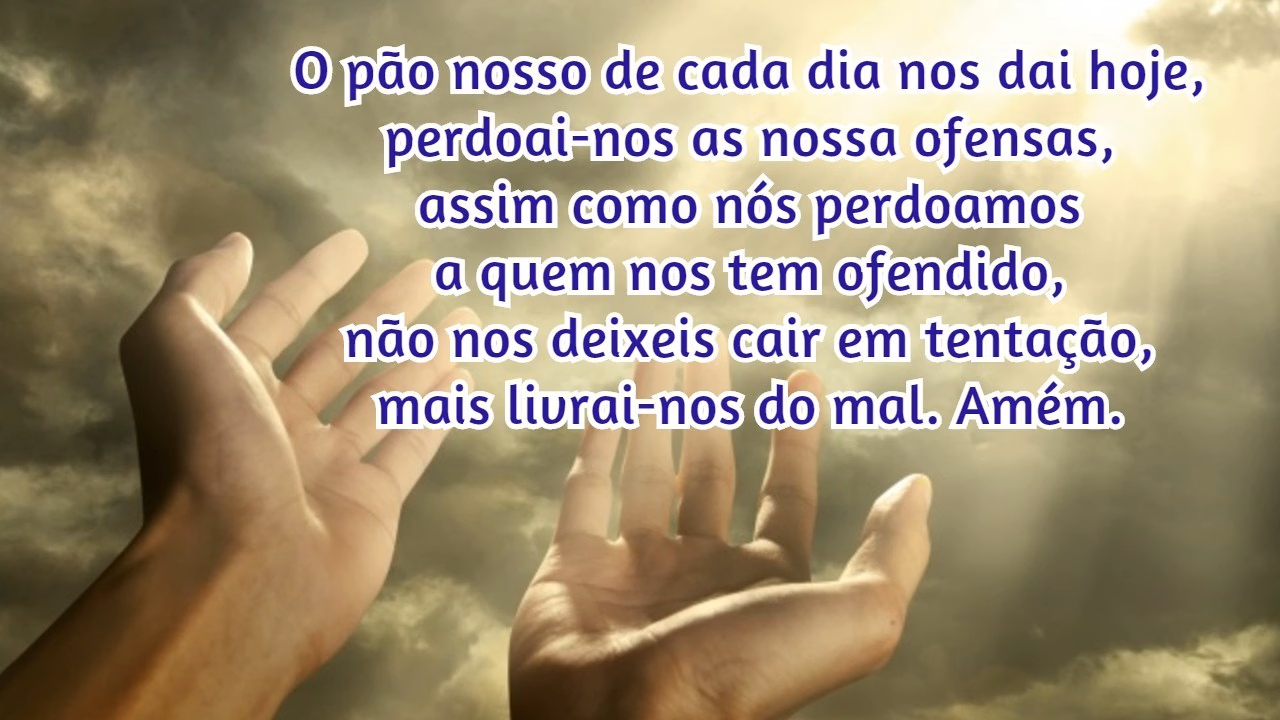 O pão nosso de cada dia nos dai hoje,
perdoai-nos as nossa ofensas,
assim como nós perdoamos
a quem nos tem ofendido,
não nos deixeis cair em tentação,
mais livrai-nos do mal. Amém.